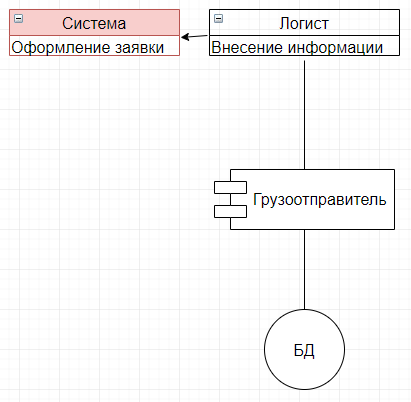 Система
Оформление заявки
Логист
Внесение информации
Грузоотправитель
БД